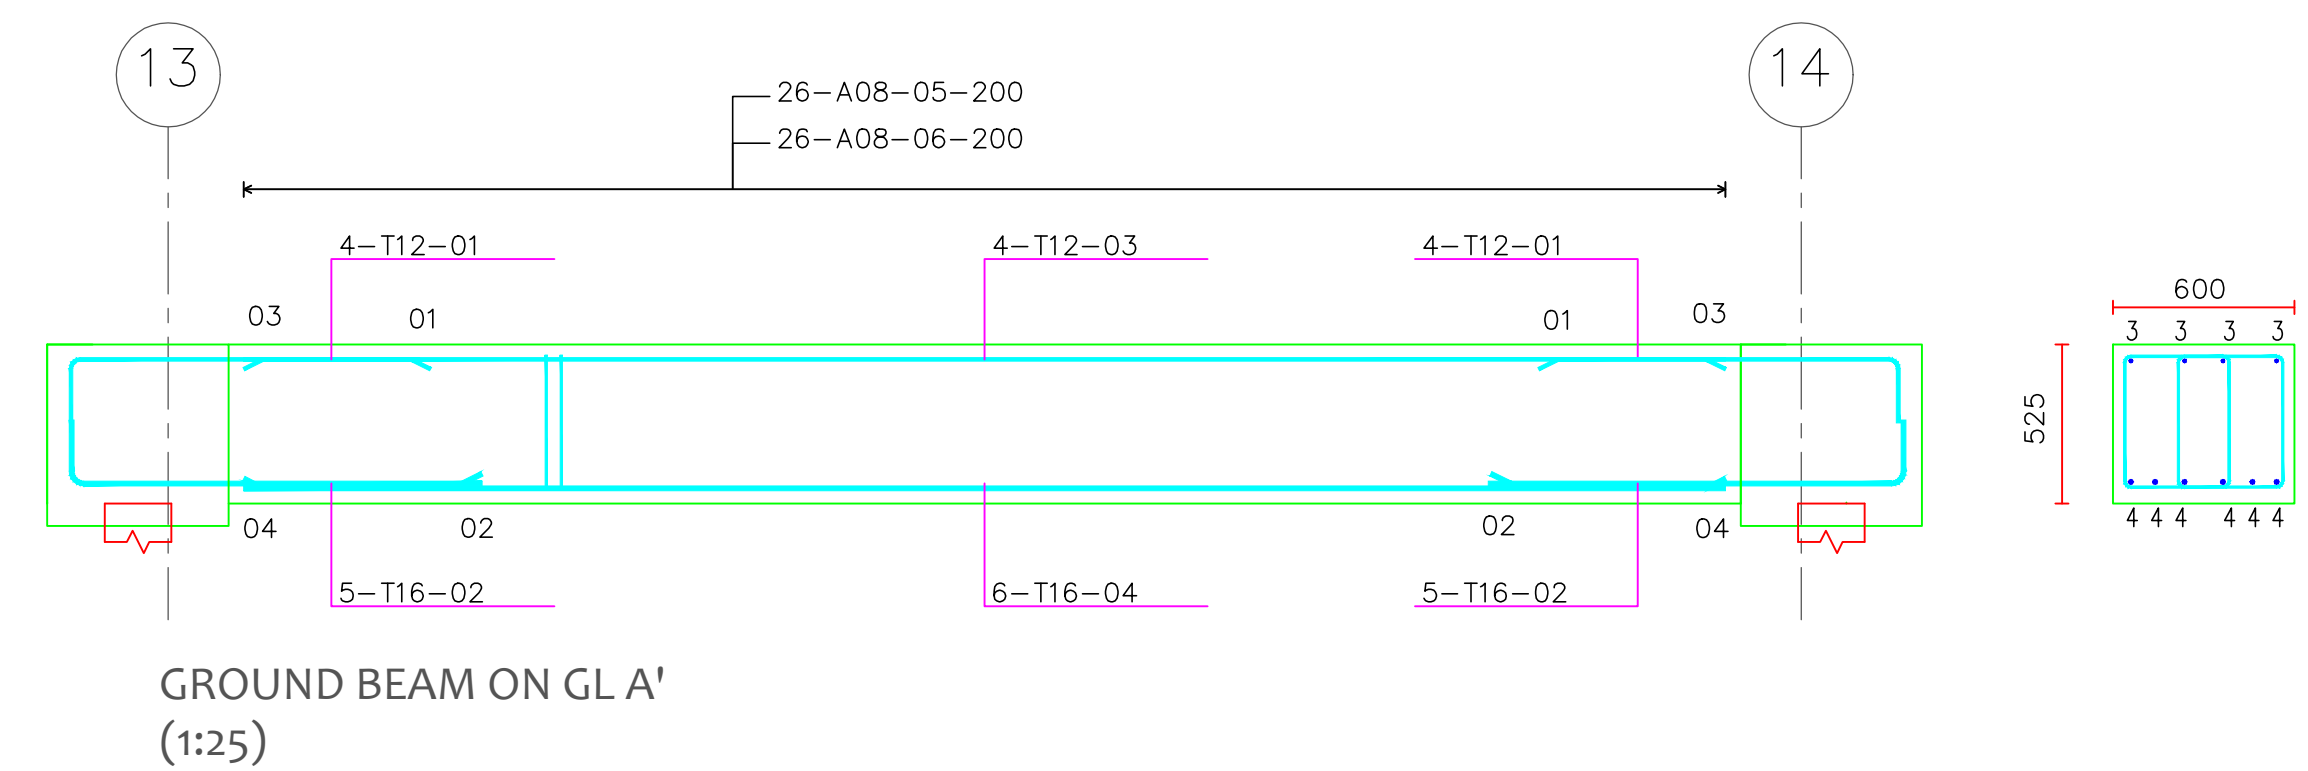 13
14
26-A08-05-200
26-A08-06-200
4-T12-01
4-T12-03
4-T12-01
03
01
01
03
600
3 3 3 3
525
04
02
02
04
4 4 4 4 4 4
5-T16-02
6-T16-04
5-T16-02
GROUND BEAM ON GL A'
(1:25)